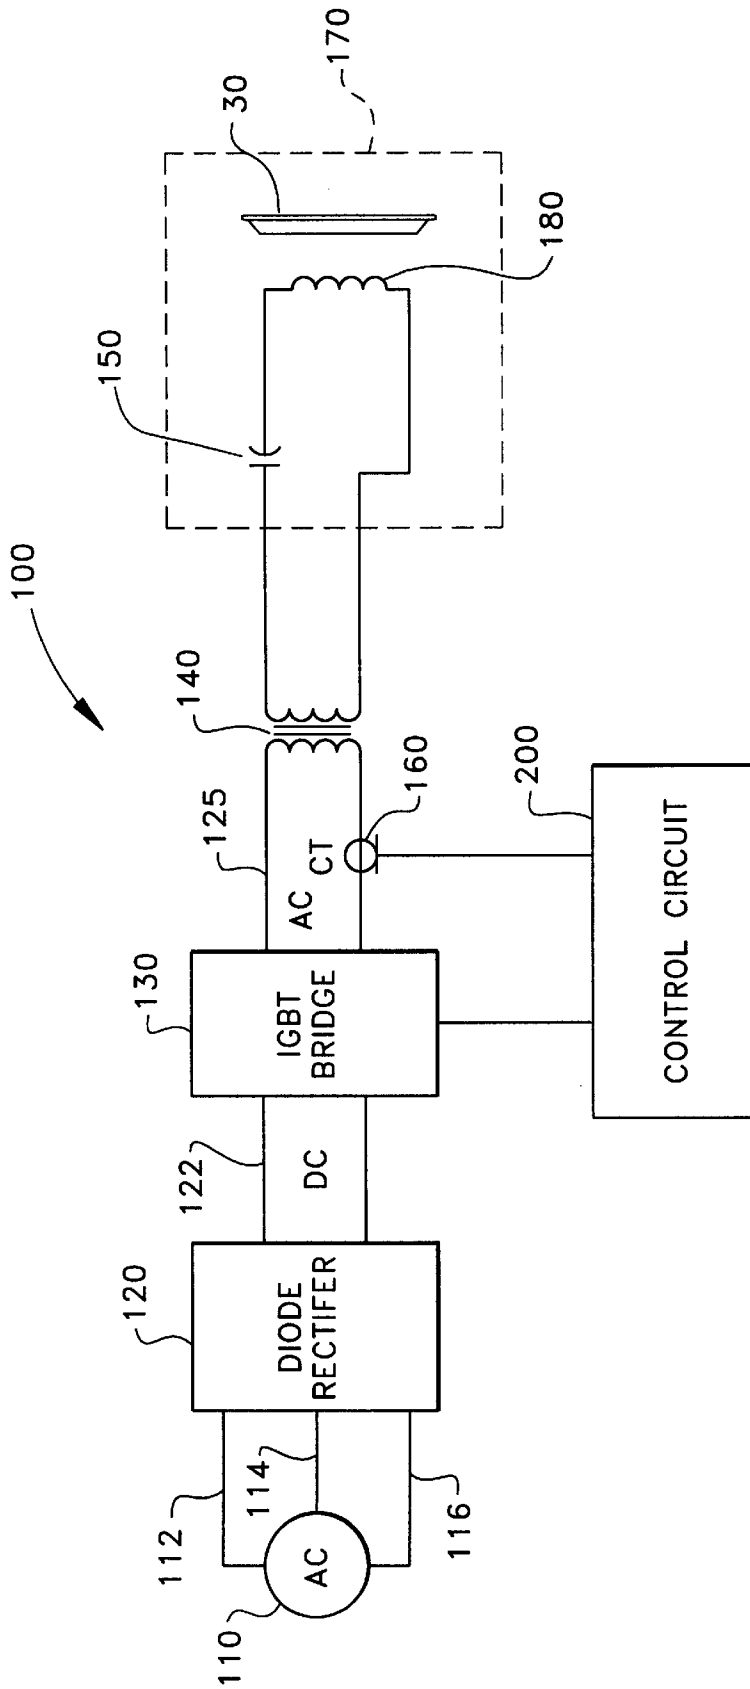 100
110
AC
112
114
116
120
DIODE
RECTIFER
122
DC
130
IGBT
BRIDGE
125
AC
CT
160
140
150
180
30
170
200
CONTROL CIRCUIT